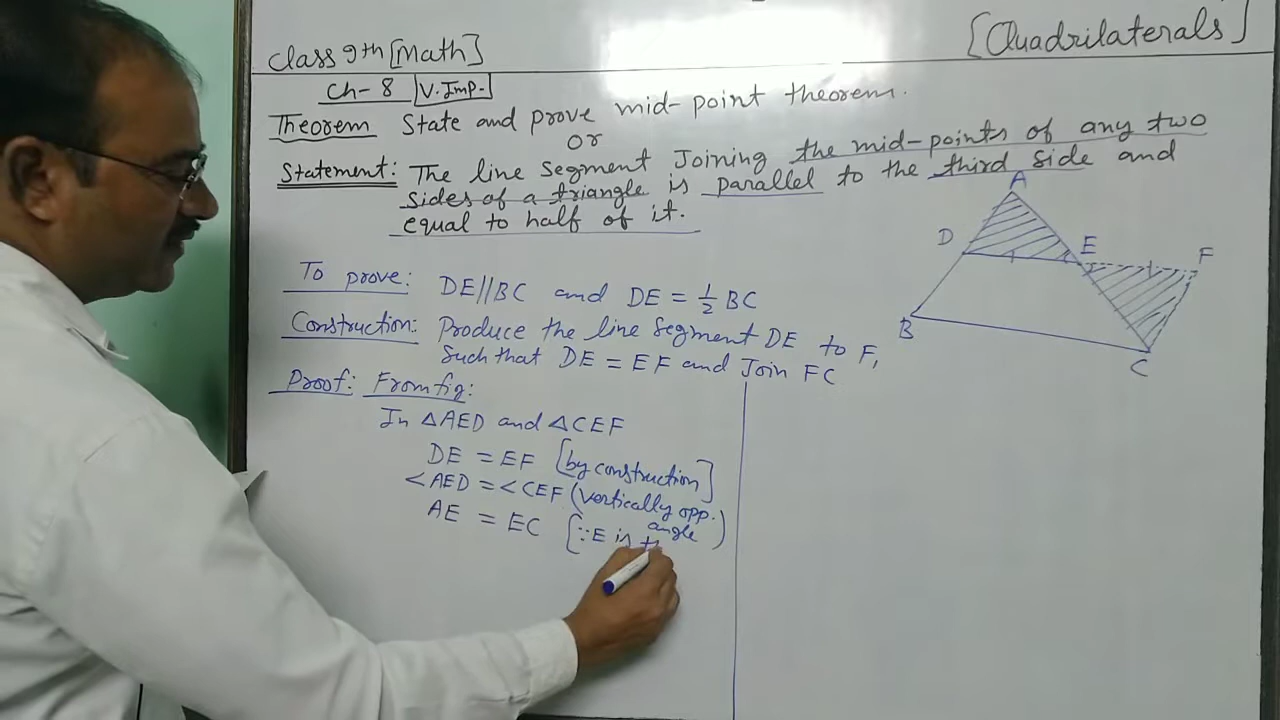 Class 9th [Math]
[Quadrilaterals]
Ch-8 V. Imp.
Theorem State and prove mid-point theorem.
or
Statement: The line segment Joining the mid-points of any two
sides of a triangle is parallel to the third side and
equal to half of it.
A
D
E
F
B
C
To prove: DE//BC and DE = 1/2 BC
Construction: Produce the line segment DE to F,
Such that DE = EF and Join FC
Proof: From fig:
In △AED and △CEF
DE = EF [by construction]
<AED = <CEF (Vertically opp.
angle)
AE = EC [∵ E is t